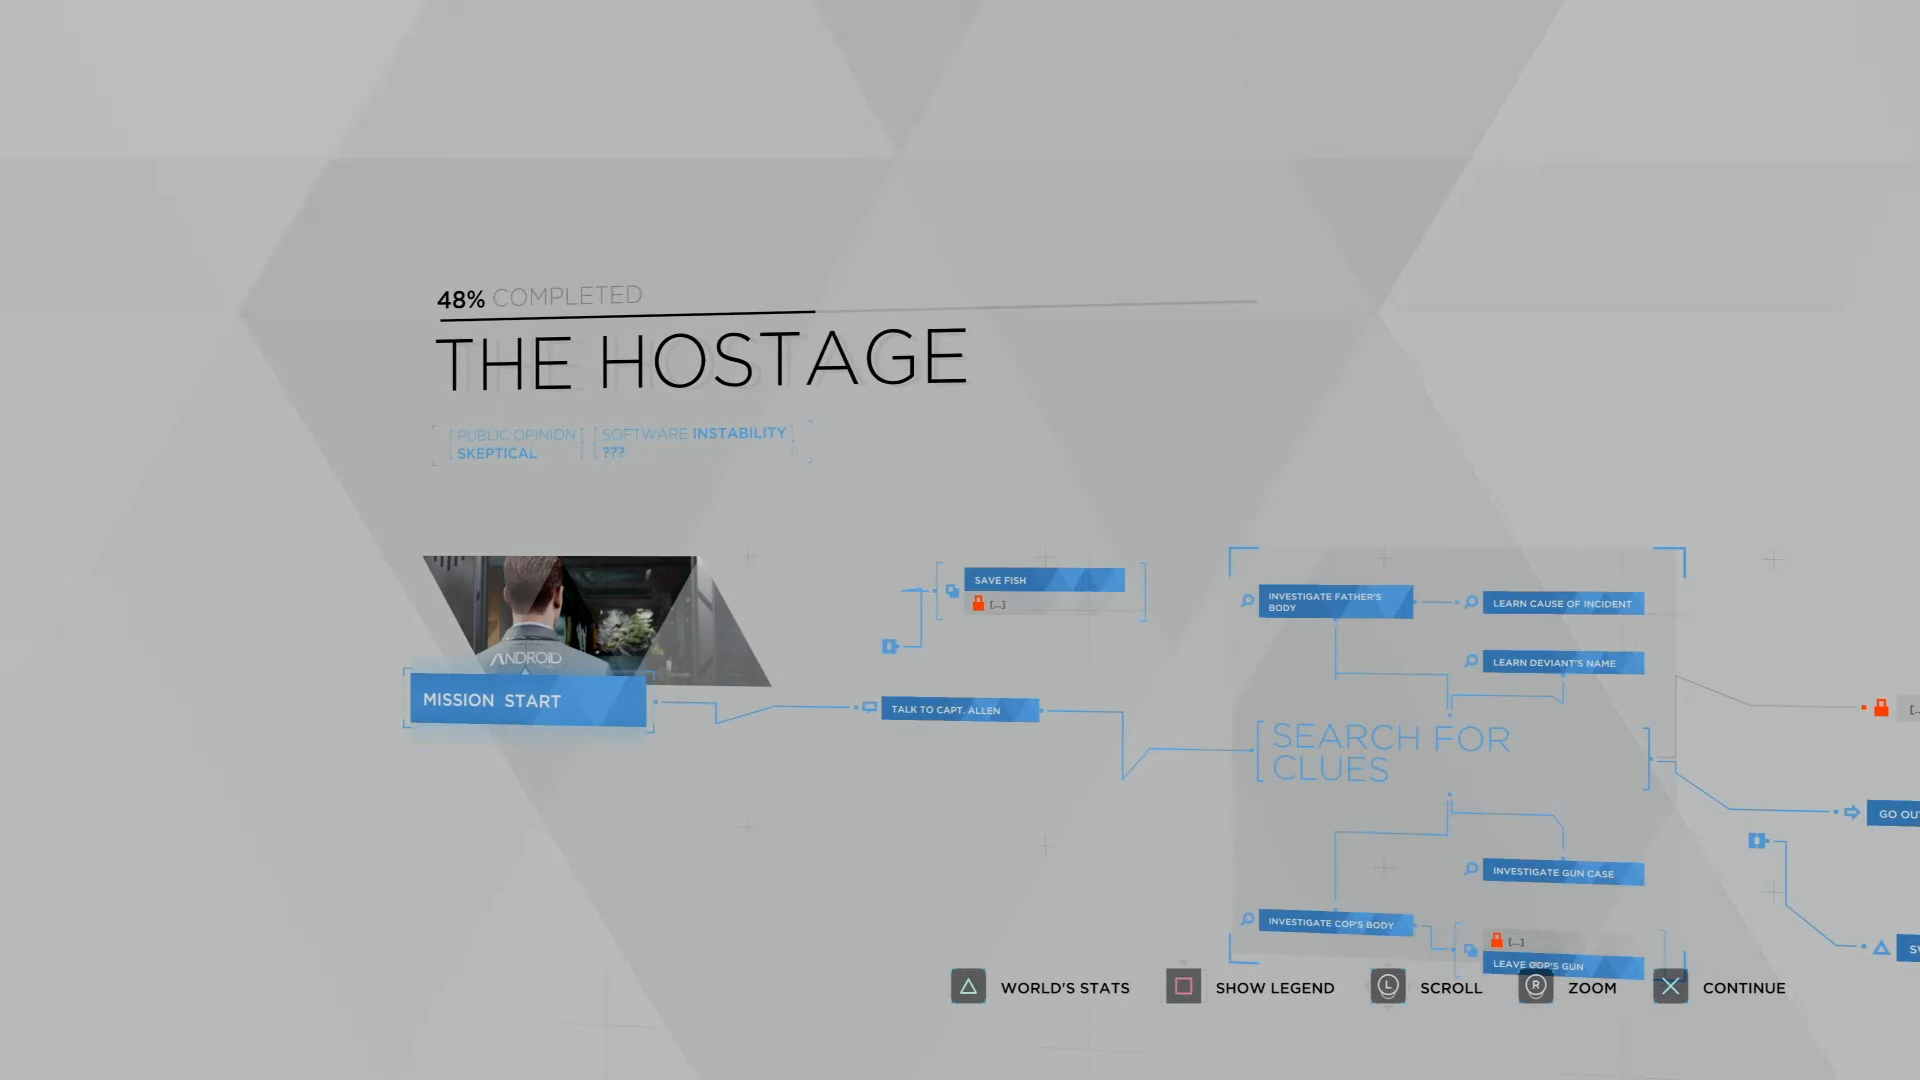 48% COMPLETED
THE HOSTAGE
PUBLIC OPINION
SKEPTICAL
SOFTWARE INSTABILITY
???
SAVE FISH
[...]
INVESTIGATE FATHER'S
BODY
LEARN CAUSE OF INCIDENT
LEARN DEVIANT'S NAME
ANDROID
MISSION START
TALK TO CAPT. ALLEN
SEARCH FOR
CLUES
GO OU
INVESTIGATE GUN CASE
INVESTIGATE COP'S BODY
[...]
LEAVE COP'S GUN
WORLD'S STATS
SHOW LEGEND
L
SCROLL
R
ZOOM
CONTINUE